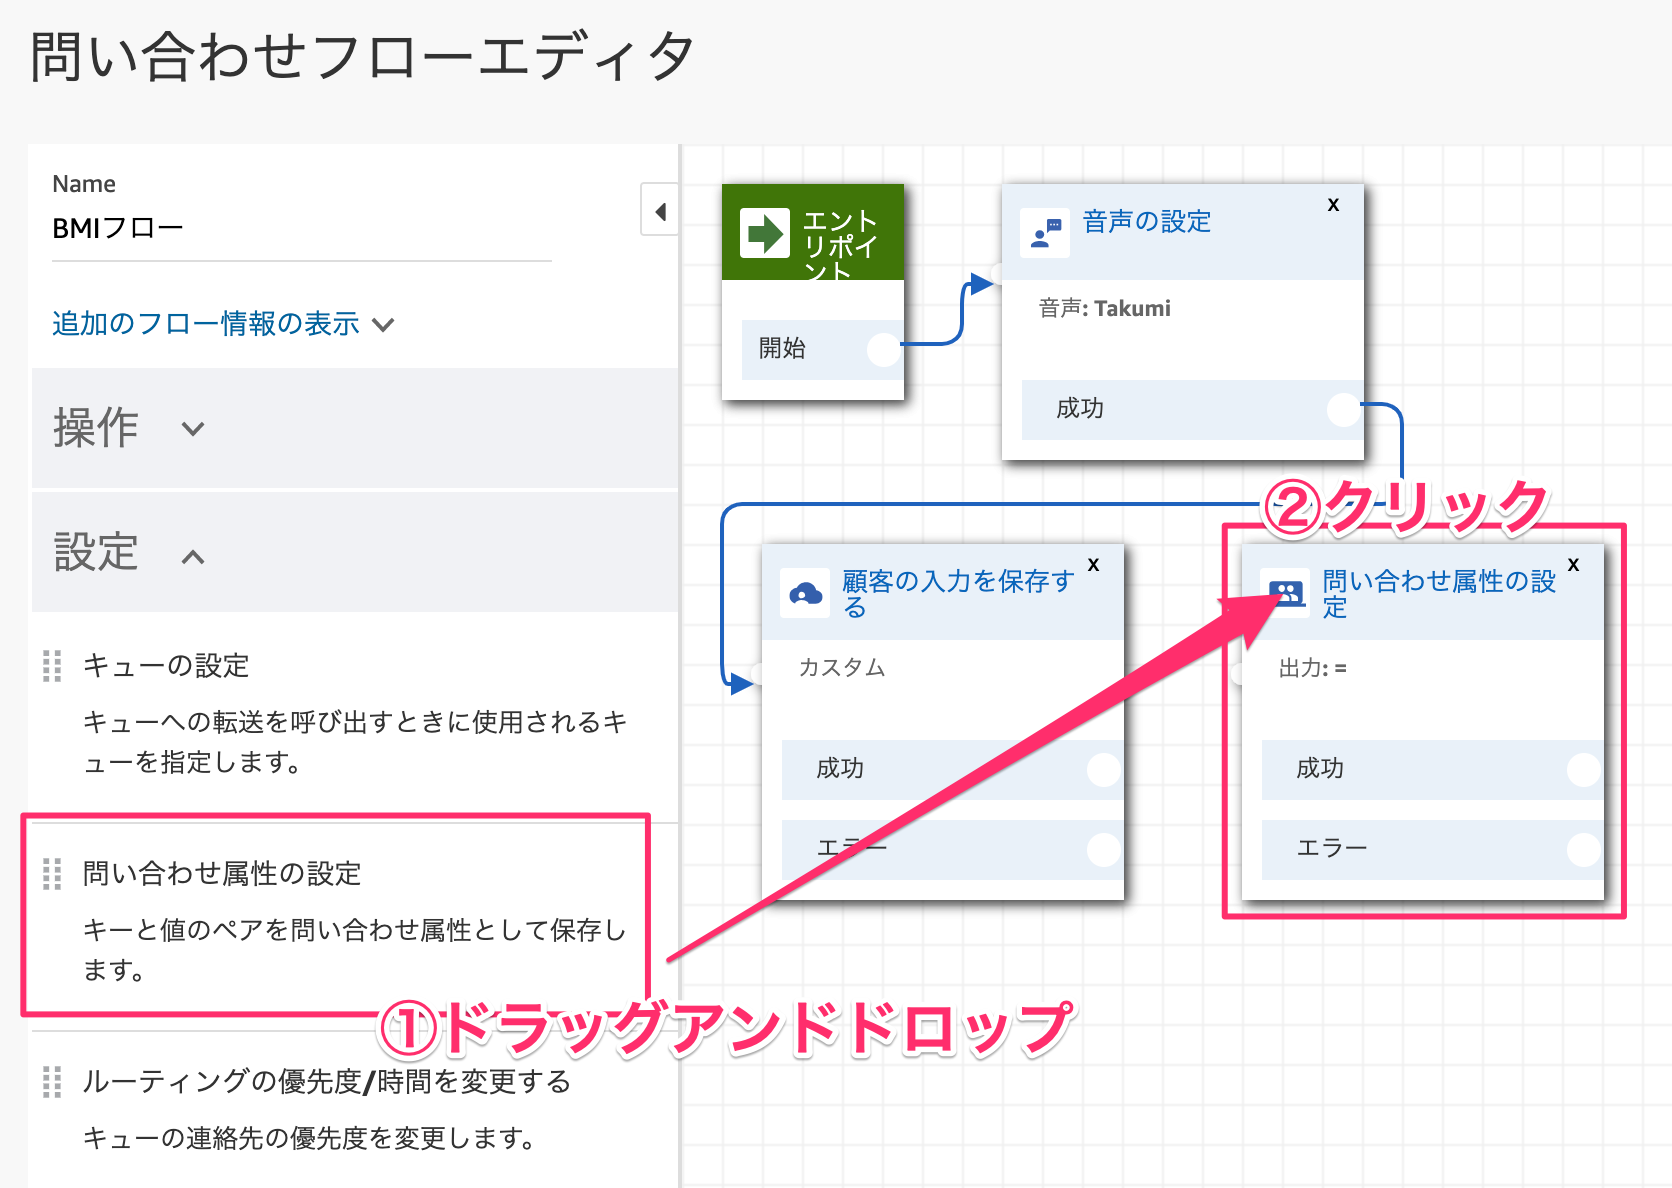 問い合わせフローエディタ
Name
BMIフロー
追加のフロー情報の表示
操作
設定
キューの設定
キューへの転送を呼び出すときに使用されるキ
ューを指定します。
問い合わせ属性の設定
キーと値のペアを問い合わせ属性として保存し
ます。
①ドラッグアンドドロップ
ルーティングの優先度/時間を変更する
キューの連絡先の優先度を変更します。
エント
リポイ
ント
開始
音声の設定
x
音声: Takumi
成功
②クリック
顧客の入力を保存す
る
x
カスタム
成功
エラー
問い合わせ属性の設
定
x
出力: =
成功
エラー